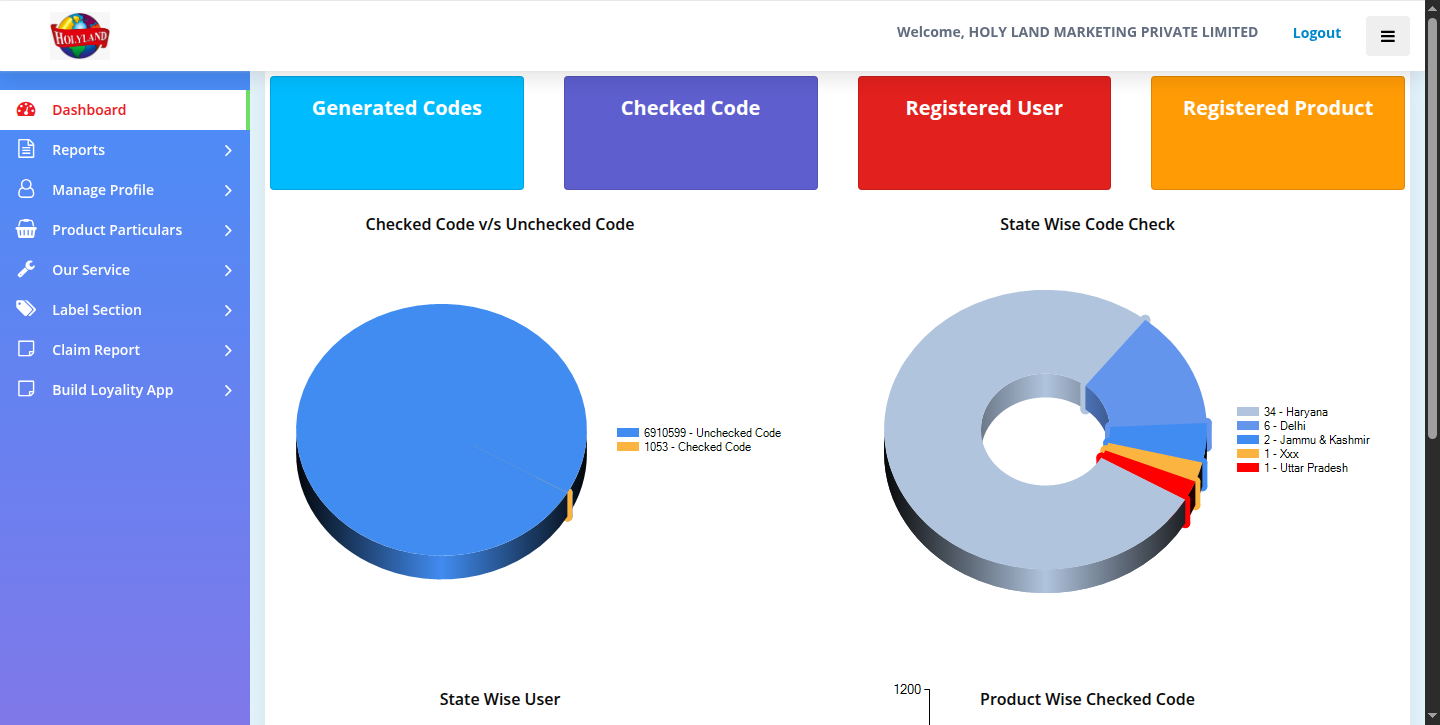 HOLYLAND
Welcome, HOLY LAND MARKETING PRIVATE LIMITED
Logout
Dashboard
Reports
Manage Profile
Product Particulars
Our Service
Label Section
Claim Report
Build Loyality App
Generated Codes
Checked Code
Registered User
Registered Product
Checked Code v/s Unchecked Code
6910599 - Unchecked Code
1053 - Checked Code
State Wise Code Check
34 - Haryana
6 - Delhi
2 - Jammu & Kashmir
1 - Xxx
1 - Uttar Pradesh
State Wise User
Product Wise Checked Code
1200